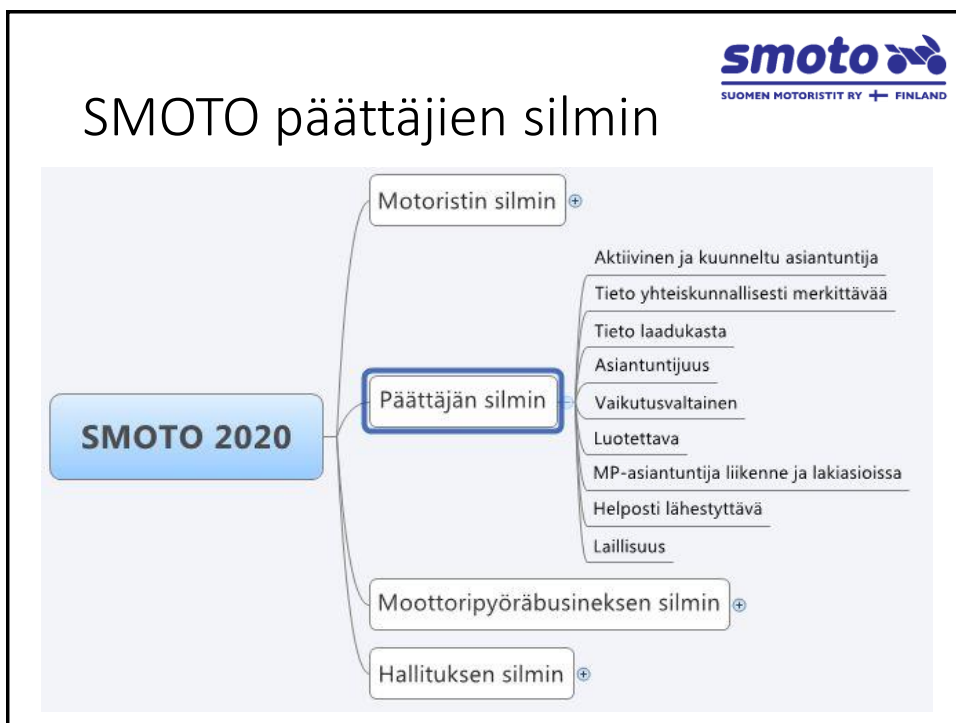 smoto
SUOMEN MOTORISTIT RY FINLAND
SMOTO päättäjien silmin
SMOTO 2020
Motoristin silmin
Päättäjän silmin
Aktiivinen ja kuunneltu asiantuntija
Tieto yhteiskunnallisesti merkittävää
Tieto laadukasta
Asiantuntijuus
Vaikutusvaltainen
Luotettava
MP-asiantuntija liikenne ja lakiasioissa
Helposti lähestyttävä
Laillisuus
Moottoripyöräbusineksen silmin
Hallituksen silmin